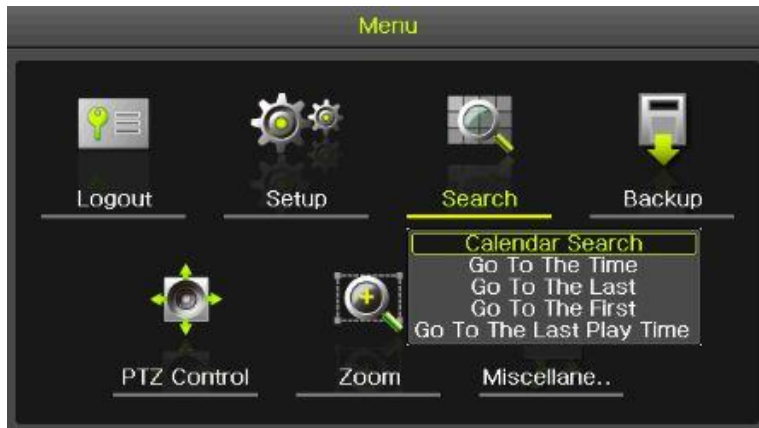 Menu
Logout Setup Search Backup
Calendar Search
Go To The Time
Go To The Last
Go To The First
Go To The Last Play Time
PTZ Control Zoom Miscellane..